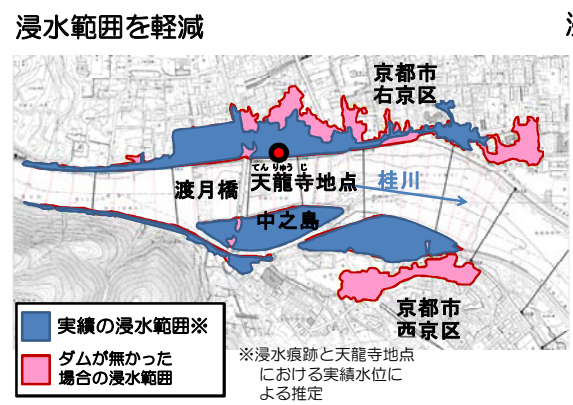 浸水範囲を軽減
京都市
右京区
てんりゅうじ
天龍寺地点
渡月橋
桂川
中之島
京都市
西京区
実績の浸水範囲※
ダムが無かった
場合の浸水範囲
※浸水痕跡と天龍寺地点
における実績水位に
よる推定